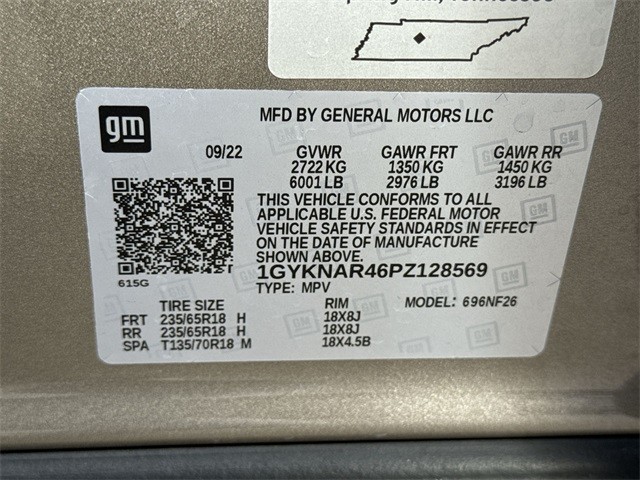 gm
MFD BY GENERAL MOTORS LLC
09/22 GVWR GAWR FRT GAWR RR
2722 KG 1350 KG 1450 KG
6001 LB 2976 LB 3196 LB
THIS VEHICLE CONFORMS TO ALL
APPLICABLE U.S. FEDERAL MOTOR
VEHICLE SAFETY STANDARDS IN EFFECT
ON THE DATE OF MANUFACTURE
SHOWN ABOVE.
1GYKNAR46PZ128569
615G
TYPE: MPV
TIRE SIZE RIM MODEL: 696NF26
FRT 235/65R18 H 18X8J
RR 235/65R18 H 18X8J
SPA T135/70R18 M 18X4.5B